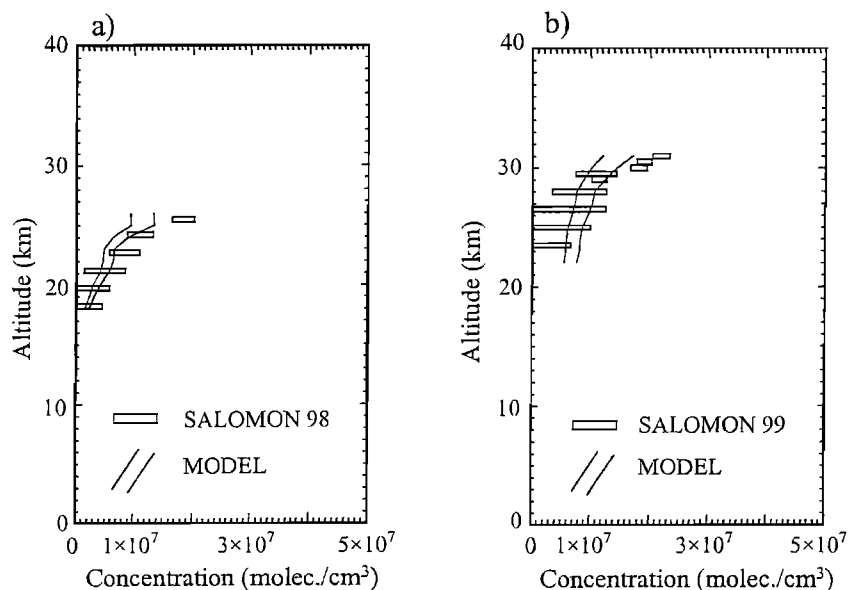 a)
40
30
20
10
0
Altitude (km)
SALOMON 98
MODEL
0 1×10⁷ 3×10⁷ 5×10⁷
Concentration (molec./cm³)
b)
40
30
20
10
0
Altitude (km)
SALOMON 99
MODEL
0 1×10⁷ 3×10⁷ 5×10⁷
Concentration (molec./cm³)